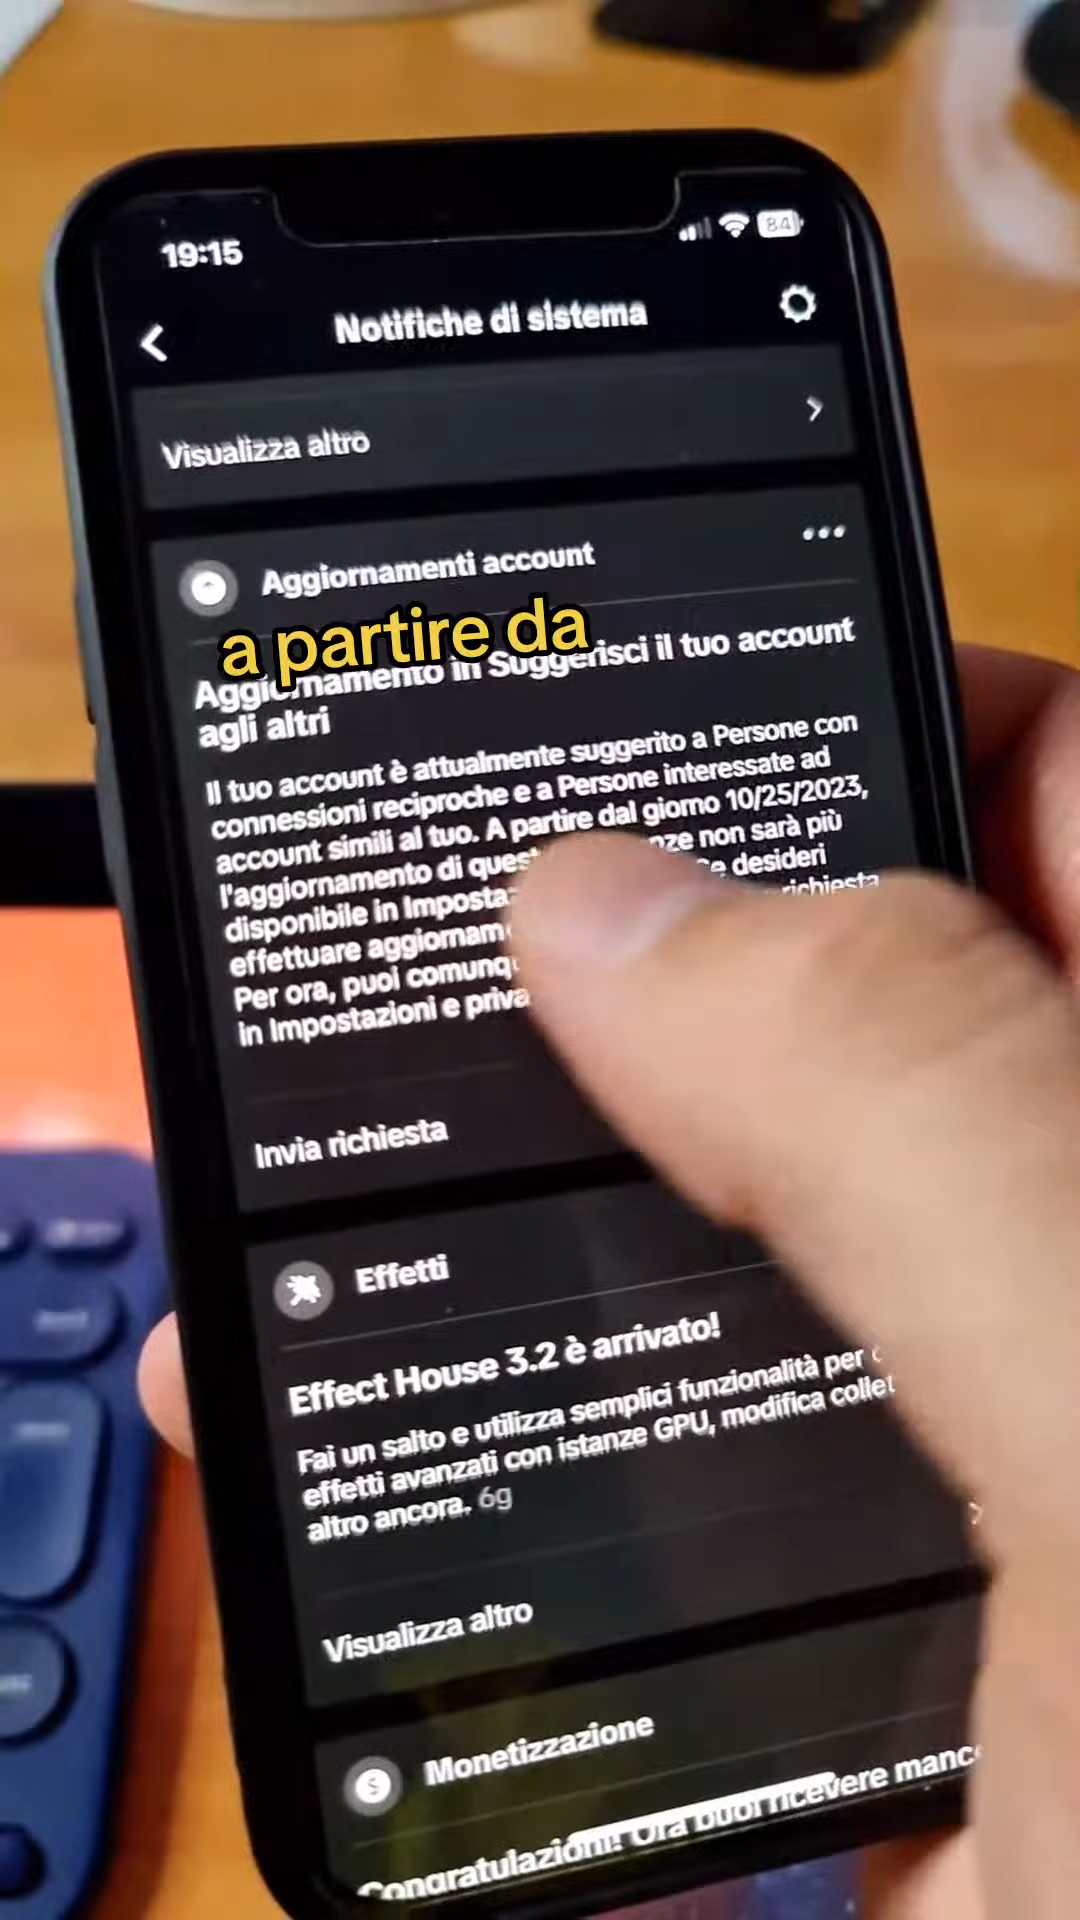 19:15
84
Notifiche di sistema
Visualizza altro
Aggiornamenti account
a partire da
Aggiornamento in Suggerisci il tuo account
agli altri
Il tuo account è attualmente suggerito a Persone con
connessioni reciproche e a Persone interessate ad
account simili al tuo. A partire dal giorno 10/25/2023,
l'aggiornamento di non sarà più
disponibile in desideri
effettuare richiesta
Per ora, puoi
in Impostazioni e
Invia richiesta
Effetti
Effect House 3.2 è arrivato!
Fai un salto e utilizza semplici funzionalità per
effetti avanzati con istanze GPU, modifica
altro ancora. 6g
Visualizza altro
Monetizzazione
Congratulazioni! Ora puoi ricevere